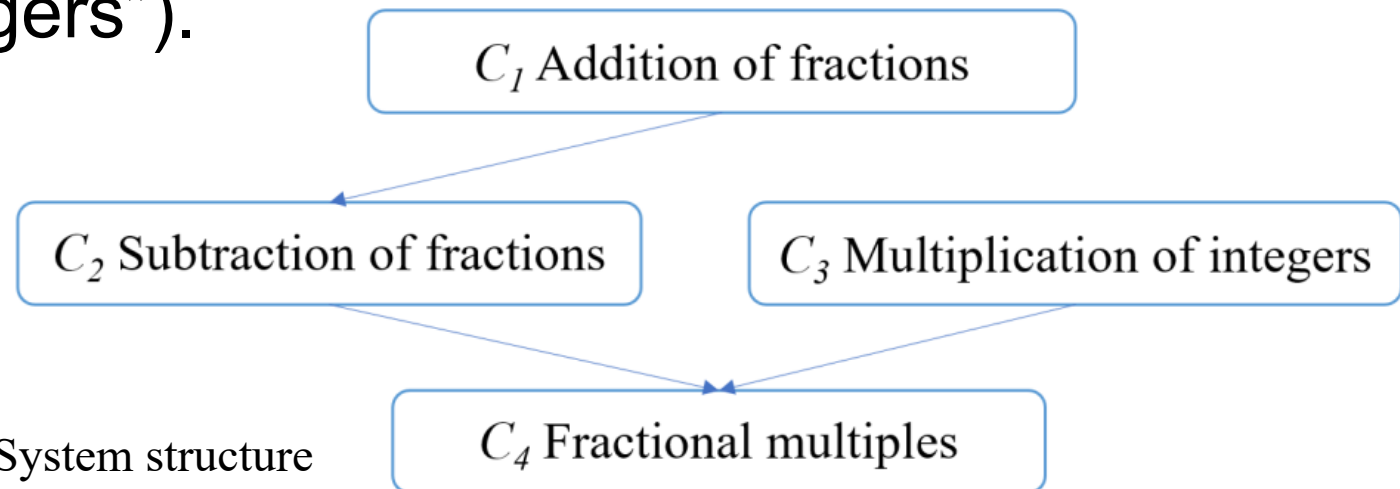 gers").
C₁ Addition of fractions
C₂ Subtraction of fractions
C₃ Multiplication of integers
C₄ Fractional multiples
System structure